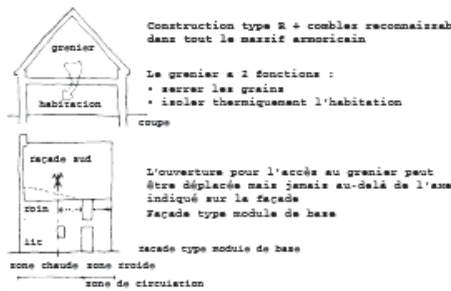 Construction type R + combles reconnaissab
dans tout le massif armoricain
grenier
Le grenier a 2 fonctions :
• serrer les grains
• isoler thermiquement l'habitation
habitation
coupe
façade sud
L'ouverture pour l'accès au grenier peut
être déplacée mais jamais au-delà de l'axe
indiqué sur la façade
Façade type module de base
foin
lit
facade type module de base
zone chaude zone froide
zone de circulation